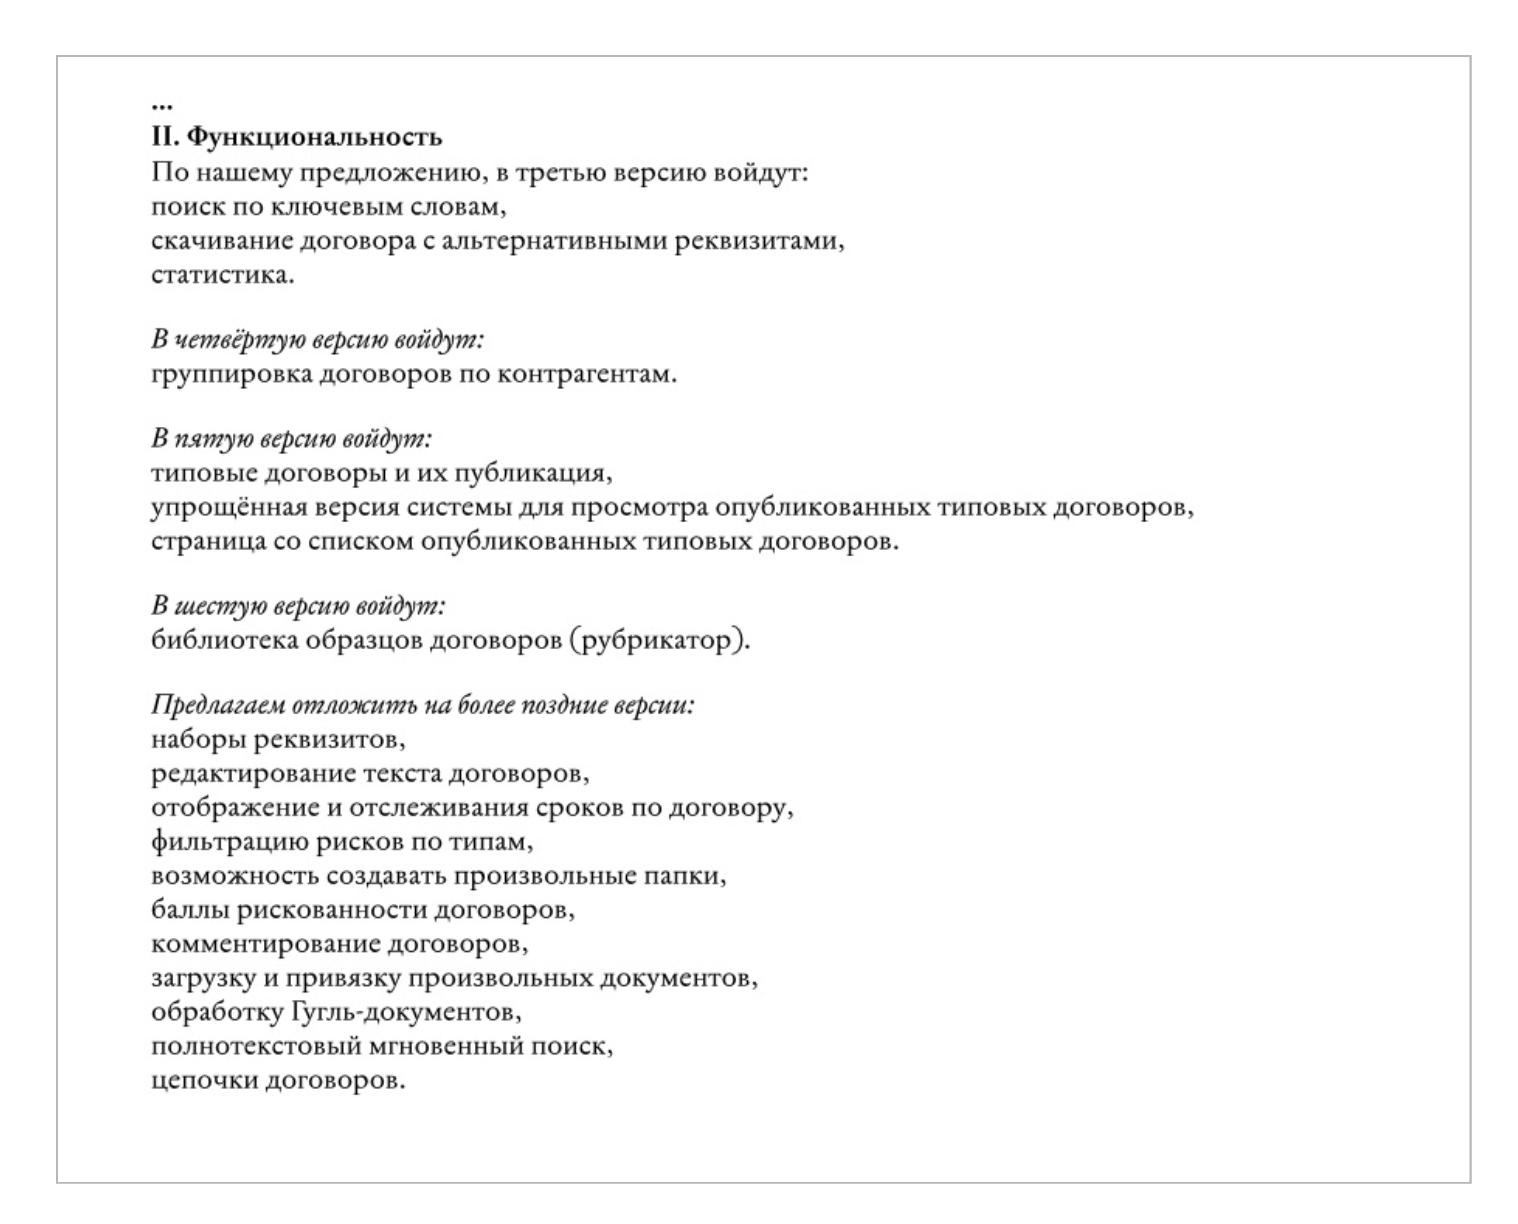 ...
II. Функциональность
По нашему предложению, в третью версию войдут:
поиск по ключевым словам,
скачивание договора с альтернативными реквизитами,
статистика.
В четвёртую версию войдут:
группировка договоров по контрагентам.
В пятую версию войдут:
типовые договоры и их публикация,
упрощённая версия системы для просмотра опубликованных типовых договоров,
страница со списком опубликованных типовых договоров.
В шестую версию войдут:
библиотека образцов договоров (рубрикатор).
Предлагаем отложить на более поздние версии:
наборы реквизитов,
редактирование текста договоров,
отображение и отслеживания сроков по договору,
фильтрацию рисков по типам,
возможность создавать произвольные папки,
баллы рискованности договоров,
комментирование договоров,
загрузку и привязку произвольных документов,
обработку Гугль-документов,
полнотекстовый мгновенный поиск,
цепочки договоров.